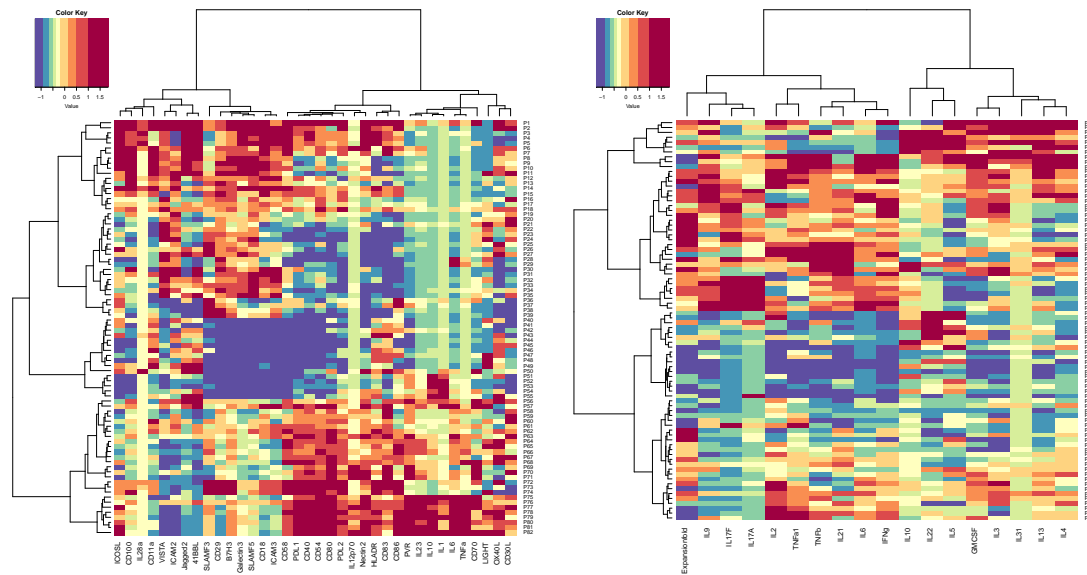 Color Key
-1 0 0.5 1 1.5
Value
P1
P2
P3
P4
P5
P6
P7
P8
P9
P10
P11
P12
P13
P14
P15
P16
P17
P18
P19
P20
P21
P22
P23
P24
P25
P26
P27
P28
P29
P30
P31
P32
P33
P34
P35
P36
P37
P38
P39
P40
P41
P42
P43
P44
P45
P46
P47
P48
P49
P50
P51
P52
P53
P54
P55
P56
P57
P58
P59
P60
P61
P62
P63
P64
P65
P66
P67
P68
P69
P70
P71
P72
P73
P74
P75
P76
P77
P78
P79
P80
P81
P82
ICOSL
CD100
IL28a
CD11a
VISTA
ICAM2
Jagged2
41BBL
SLAMF3
CD29
B7H3
Galectin3
SLAMF5
CD18
ICAM3
CD58
PDL1
CD40
CD54
CD80
PDL2
IL12p70
Nectin2
HLADR
CD83
CD86
PVR
IL23
IL10
IL1
IL6
TNFa
CD70
LIGHT
OX40L
CD30L
Color Key
-1 0 0.5 1 1.5
Value
Expansionfold
IL9
IL17F
IL17A
IL2
TNFa1
TNFb
IL21
IL6
IFNg
IL10
IL22
IL5
GMCSF
IL3
IL31
IL13
IL4